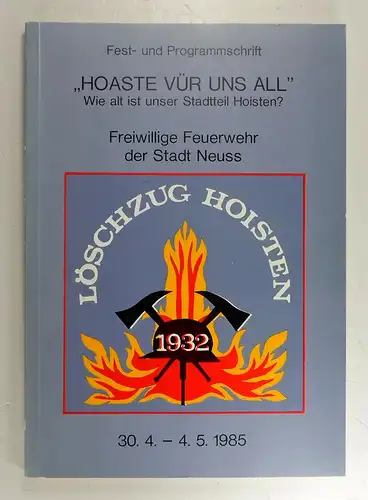 Fest- und Programmschrift
„HOASTE VÜR UNS ALL”
Wie alt ist unser Stadtteil Hoisten?
Freiwillige Feuerwehr
der Stadt Neuss
LÖSCHZUG HOISTEN
1932
30. 4. – 4. 5. 1985